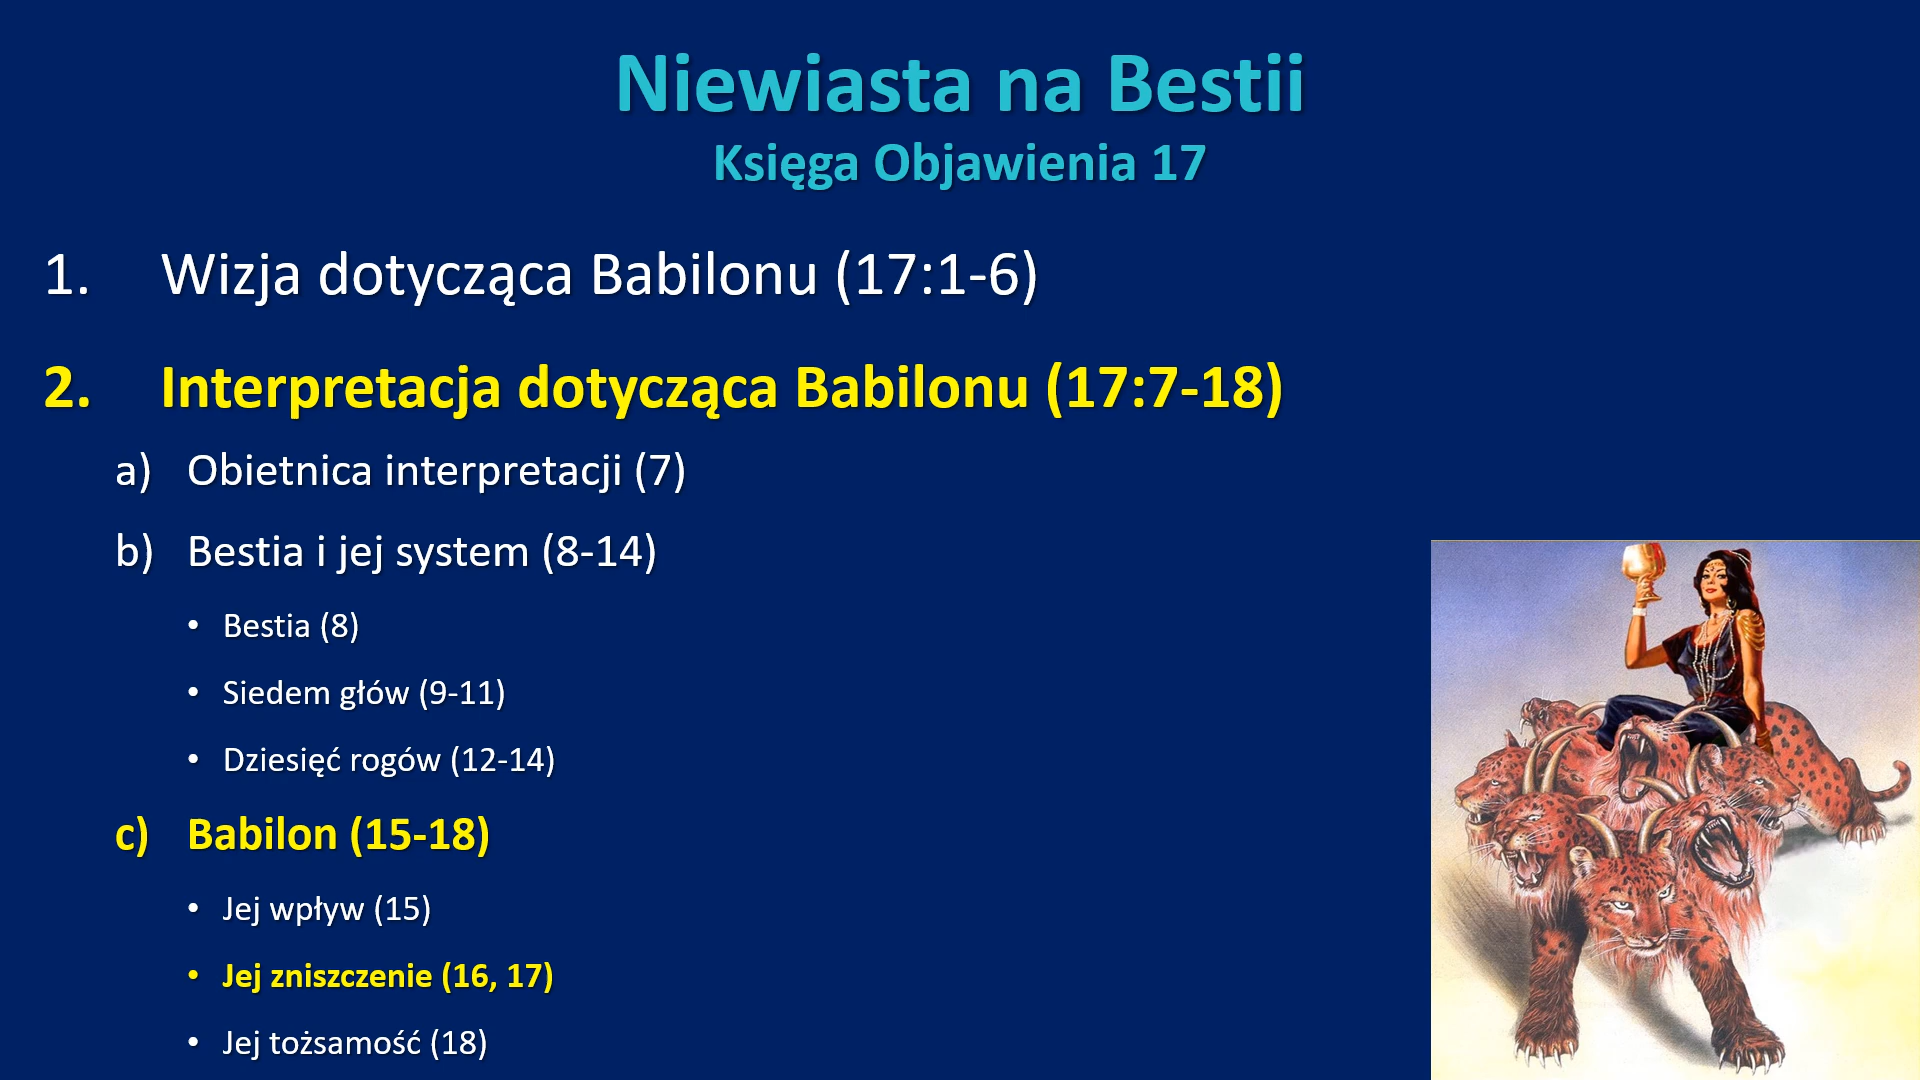 Niewiasta na Bestii
Księga Objawienia 17
1. Wizja dotycząca Babilonu (17:1-6)
2. Interpretacja dotycząca Babilonu (17:7-18)
a) Obietnica interpretacji (7)
b) Bestia i jej system (8-14)
• Bestia (8)
• Siedem głów (9-11)
• Dziesięć rogów (12-14)
c) Babilon (15-18)
• Jej wpływ (15)
• Jej zniszczenie (16, 17)
• Jej tożsamość (18)